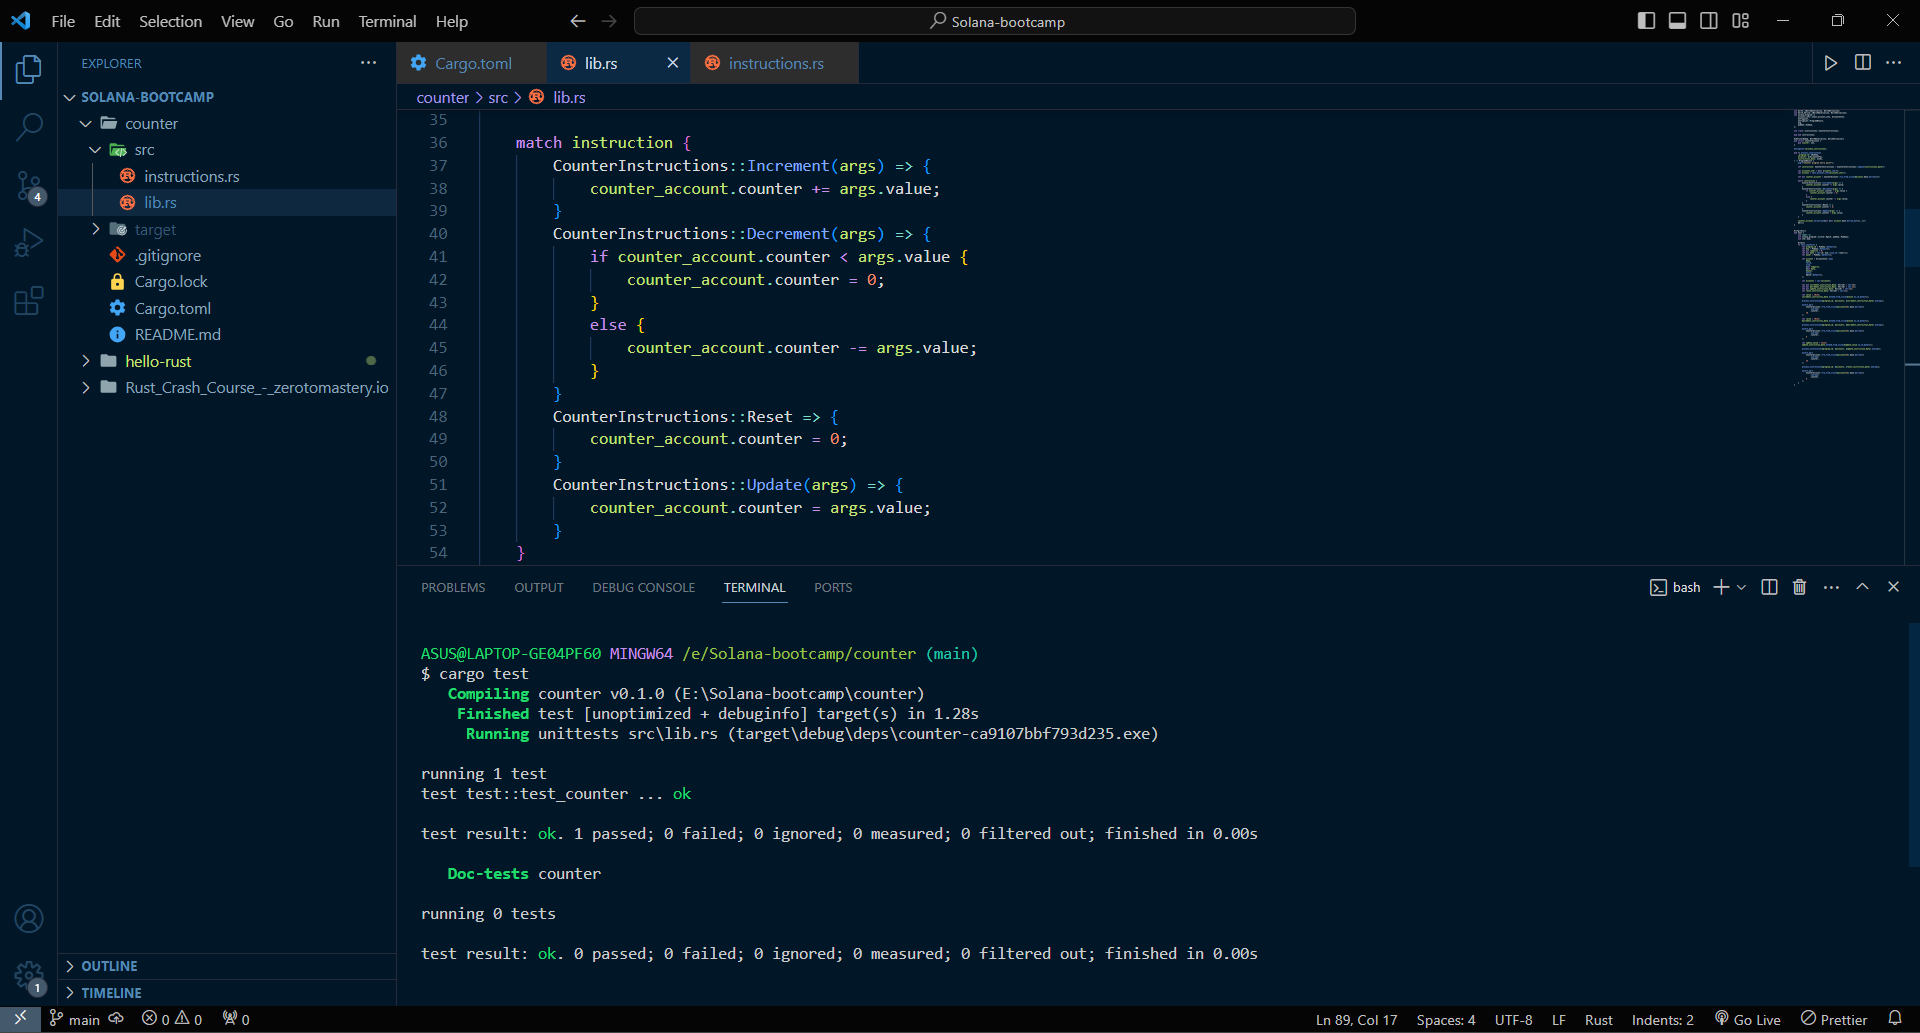 File Edit Selection View Go Run Terminal Help
Solana-bootcamp
EXPLORER
SOLANA-BOOTCAMP
counter
src
instructions.rs
lib.rs
target
.gitignore
Cargo.lock
Cargo.toml
README.md
hello-rust
Rust_Crash_Course_-_zerotomastery.io
OUTLINE
TIMELINE
4
1
Cargo.toml lib.rs instructions.rs
counter > src > lib.rs
35
36 match instruction {
37 CounterInstructions::Increment(args) => {
38 counter_account.counter += args.value;
39 }
40 CounterInstructions::Decrement(args) => {
41 if counter_account.counter < args.value {
42 counter_account.counter = 0;
43 }
44 else {
45 counter_account.counter -= args.value;
46 }
47 }
48 CounterInstructions::Reset => {
49 counter_account.counter = 0;
50 }
51 CounterInstructions::Update(args) => {
52 counter_account.counter = args.value;
53 }
54 }
PROBLEMS OUTPUT DEBUG CONSOLE TERMINAL PORTS
bash
ASUS@LAPTOP-GE04PF60 MINGW64 /e/Solana-bootcamp/counter (main)
$ cargo test
Compiling counter v0.1.0 (E:\Solana-bootcamp\counter)
Finished test [unoptimized + debuginfo] target(s) in 1.28s
Running unittests src\lib.rs (target\debug\deps\counter-ca9107bbf793d235.exe)
running 1 test
test test::test_counter ... ok
test result: ok. 1 passed; 0 failed; 0 ignored; 0 measured; 0 filtered out; finished in 0.00s
Doc-tests counter
running 0 tests
test result: ok. 0 passed; 0 failed; 0 ignored; 0 measured; 0 filtered out; finished in 0.00s
main 0 0 0
Ln 89, Col 17 Spaces: 4 UTF-8 LF Rust Indents: 2 Go Live Prettier